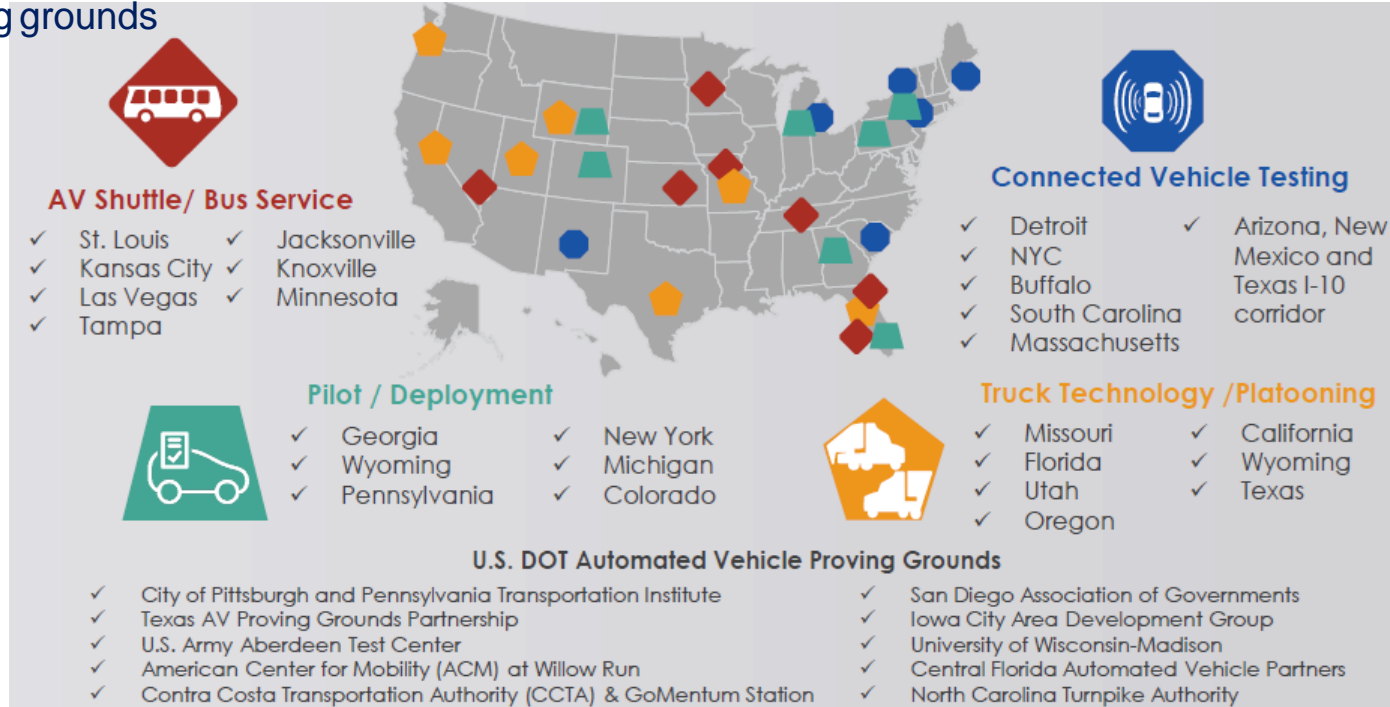 g grounds
AV Shuttle/ Bus Service
✓ St. Louis
✓ Kansas City
✓ Las Vegas
✓ Tampa
✓ Jacksonville
✓ Knoxville
✓ Minnesota
Connected Vehicle Testing
✓ Detroit
✓ NYC
✓ Buffalo
✓ South Carolina
✓ Massachusetts
✓ Arizona, New
Mexico and
Texas I-10
corridor
Pilot / Deployment
✓ Georgia
✓ Wyoming
✓ Pennsylvania
✓ New York
✓ Michigan
✓ Colorado
Truck Technology /Platooning
✓ Missouri
✓ Florida
✓ Utah
✓ Oregon
✓ California
✓ Wyoming
✓ Texas
U.S. DOT Automated Vehicle Proving Grounds
✓ City of Pittsburgh and Pennsylvania Transportation Institute
✓ Texas AV Proving Grounds Partnership
✓ U.S. Army Aberdeen Test Center
✓ American Center for Mobility (ACM) at Willow Run
✓ Contra Costa Transportation Authority (CCTA) & GoMentum Station
✓ San Diego Association of Governments
✓ Iowa City Area Development Group
✓ University of Wisconsin-Madison
✓ Central Florida Automated Vehicle Partners
✓ North Carolina Turnpike Authority